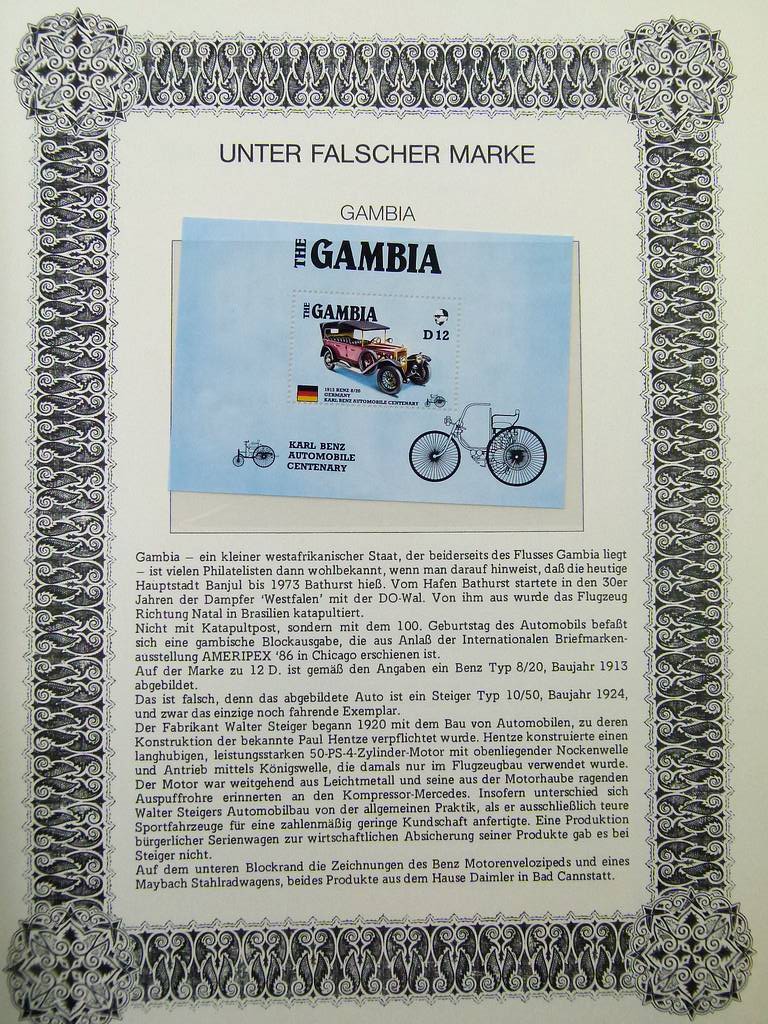 UNTER FALSCHER MARKE
GAMBIA
THE GAMBIA
THE GAMBIA
D 12
1913 BENZ 8/20
GERMANY
KARL BENZ AUTOMOBILE CENTENARY
KARL BENZ
AUTOMOBILE
CENTENARY
Gambia – ein kleiner westafrikanischer Staat, der beiderseits des Flusses Gambia liegt
– ist vielen Philatelisten dann wohlbekannt, wenn man darauf hinweist, daß die heutige
Hauptstadt Banjul bis 1973 Bathurst hieß. Vom Hafen Bathurst startete in den 30er
Jahren der Dampfer ‘Westfalen’ mit der DO-Wal. Von ihm aus wurde das Flugzeug
Richtung Natal in Brasilien katapultiert.
Nicht mit Katapultpost, sondern mit dem 100. Geburtstag des Automobils befaßt
sich eine gambische Blockausgabe, die aus Anlaß der Internationalen Briefmarken-
ausstellung AMERIPEX ‘86 in Chicago erschienen ist.
Auf der Marke zu 12 D. ist gemäß den Angaben ein Benz Typ 8/20, Baujahr 1913
abgebildet.
Das ist falsch, denn das abgebildete Auto ist ein Steiger Typ 10/50, Baujahr 1924,
und zwar das einzige noch fahrende Exemplar.
Der Fabrikant Walter Steiger begann 1920 mit dem Bau von Automobilen, zu deren
Konstruktion der bekannte Paul Hentze verpflichtet wurde. Hentze konstruierte einen
langhubigen, leistungsstarken 50-PS-4-Zylinder-Motor mit obenliegender Nockenwelle
und Antrieb mittels Königswelle, die damals nur im Flugzeugbau verwendet wurde.
Der Motor war weitgehend aus Leichtmetall und seine aus der Motorhaube ragenden
Auspuffrohre erinnerten an den Kompressor-Mercedes. Insofern unterschied sich
Walter Steigers Automobilbau von der allgemeinen Praktik, als er ausschließlich teure
Sportfahrzeuge für eine zahlenmäßig geringe Kundschaft anfertigte. Eine Produktion
bürgerlicher Serienwagen zur wirtschaftlichen Absicherung seiner Produkte gab es bei
Steiger nicht.
Auf dem unteren Blockrand die Zeichnungen des Benz Motorenvelozipeds und eines
Maybach Stahlradwagens, beides Produkte aus dem Hause Daimler in Bad Cannstatt.